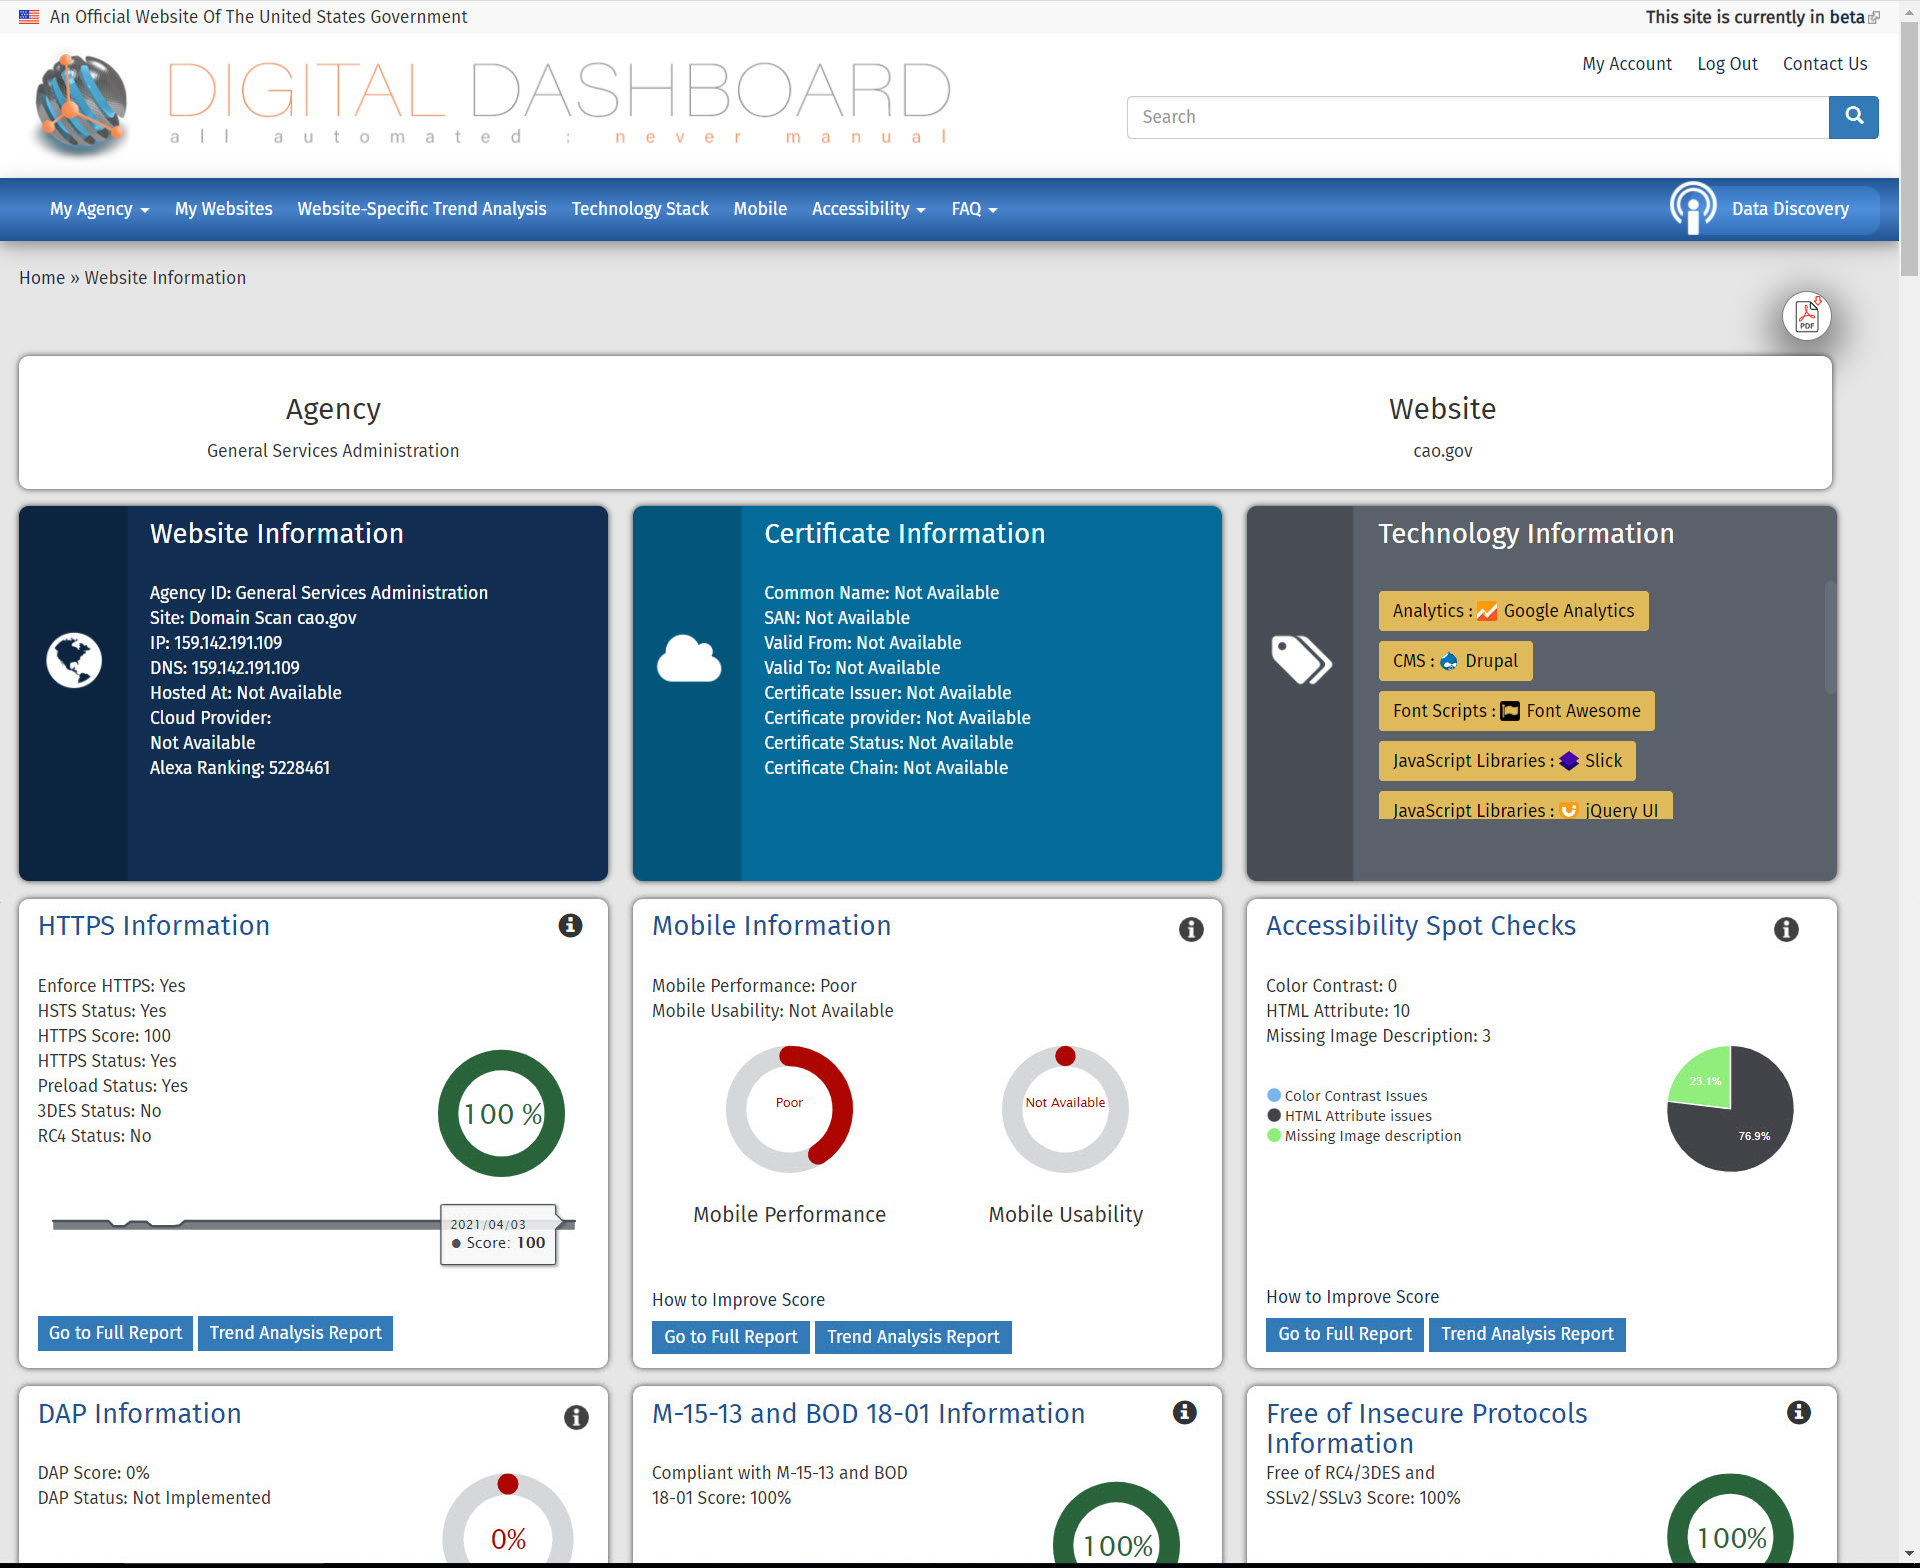 An Official Website Of The United States Government
This site is currently in beta
DIGITAL DASHBOARD
all automated : never manual
My Account Log Out Contact Us
Search
My Agency My Websites Website-Specific Trend Analysis Technology Stack Mobile Accessibility FAQ Data Discovery
Home » Website Information
PDF
Agency
General Services Administration
Website
cao.gov
Website Information
Agency ID: General Services Administration
Site: Domain Scan cao.gov
IP: 159.142.191.109
DNS: 159.142.191.109
Hosted At: Not Available
Cloud Provider:
Not Available
Alexa Ranking: 5228461
Certificate Information
Common Name: Not Available
SAN: Not Available
Valid From: Not Available
Valid To: Not Available
Certificate Issuer: Not Available
Certificate provider: Not Available
Certificate Status: Not Available
Certificate Chain: Not Available
Technology Information
Analytics : Google Analytics
CMS : Drupal
Font Scripts : Font Awesome
JavaScript Libraries : Slick
JavaScript Libraries : jQuery UI
HTTPS Information
Enforce HTTPS: Yes
HSTS Status: Yes
HTTPS Score: 100
HTTPS Status: Yes
Preload Status: Yes
3DES Status: No
RC4 Status: No
100 %
2021/04/03
Score: 100
Go to Full Report Trend Analysis Report
Mobile Information
Mobile Performance: Poor
Mobile Usability: Not Available
Poor
Not Available
Mobile Performance
Mobile Usability
How to Improve Score
Go to Full Report Trend Analysis Report
Accessibility Spot Checks
Color Contrast: 0
HTML Attribute: 10
Missing Image Description: 3
Color Contrast Issues
HTML Attribute issues
Missing Image description
23.1%
76.9%
How to Improve Score
Go to Full Report Trend Analysis Report
DAP Information
DAP Score: 0%
DAP Status: Not Implemented
0%
M-15-13 and BOD 18-01 Information
Compliant with M-15-13 and BOD
18-01 Score: 100%
100%
Free of Insecure Protocols
Information
Free of RC4/3DES and
SSLv2/SSLv3 Score: 100%
100%